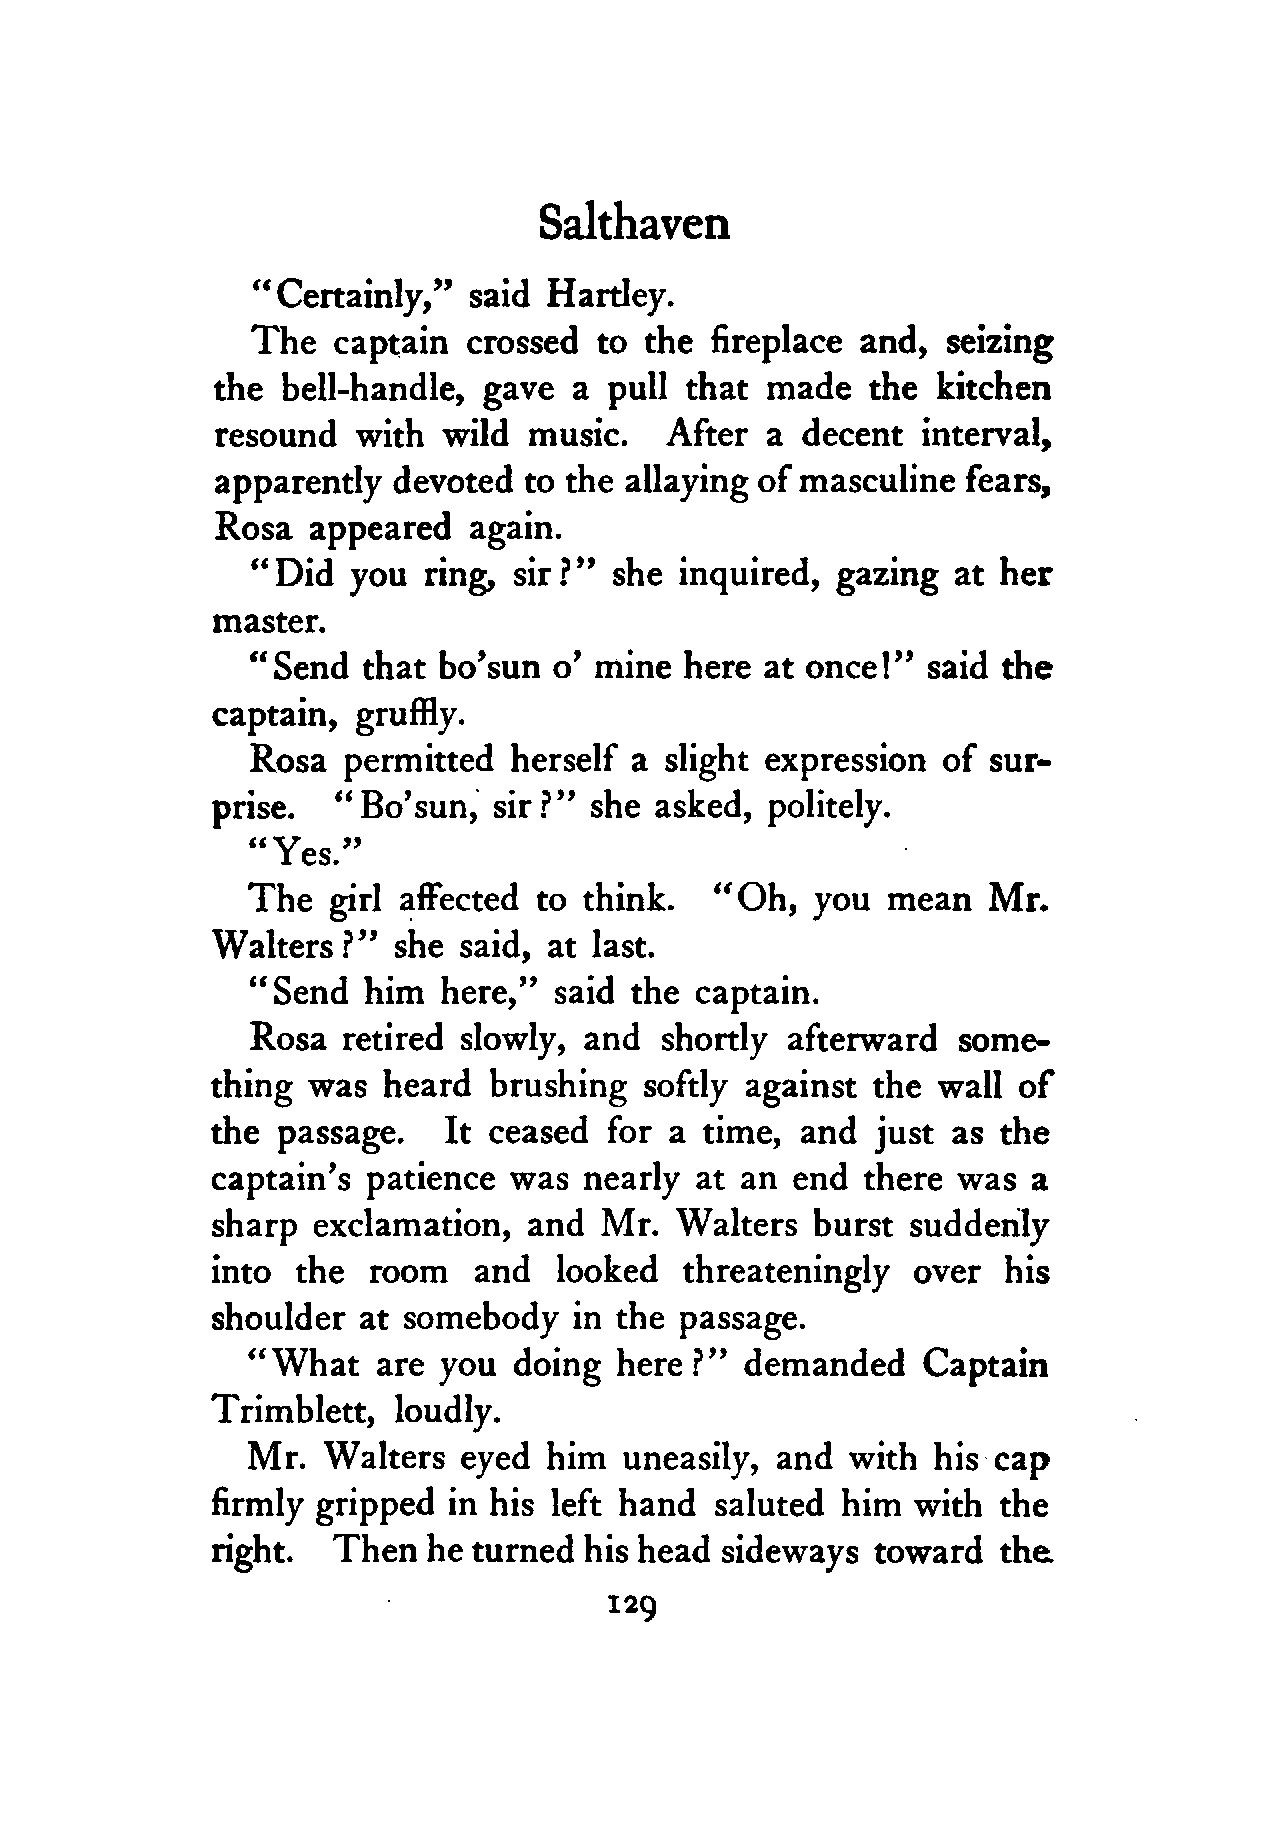 Salthaven
"Certainly," said Hartley.
The captain crossed to the fireplace and, seizing
the bell-handle, gave a pull that made the kitchen
resound with wild music. After a decent interval,
apparently devoted to the allaying of masculine fears,
Rosa appeared again.
"Did you ring, sir?" she inquired, gazing at her
master.
"Send that bo'sun o' mine here at once!" said the
captain, gruffly.
Rosa permitted herself a slight expression of sur-
prise. "Bo'sun, sir?" she asked, politely.
"Yes."
The girl affected to think. "Oh, you mean Mr.
Walters?" she said, at last.
"Send him here," said the captain.
Rosa retired slowly, and shortly afterward some-
thing was heard brushing softly against the wall of
the passage. It ceased for a time, and just as the
captain's patience was nearly at an end there was a
sharp exclamation, and Mr. Walters burst suddenly
into the room and looked threateningly over his
shoulder at somebody in the passage.
"What are you doing here?" demanded Captain
Trimblett, loudly.
Mr. Walters eyed him uneasily, and with his cap
firmly gripped in his left hand saluted him with the
right. Then he turned his head sideways toward the
129